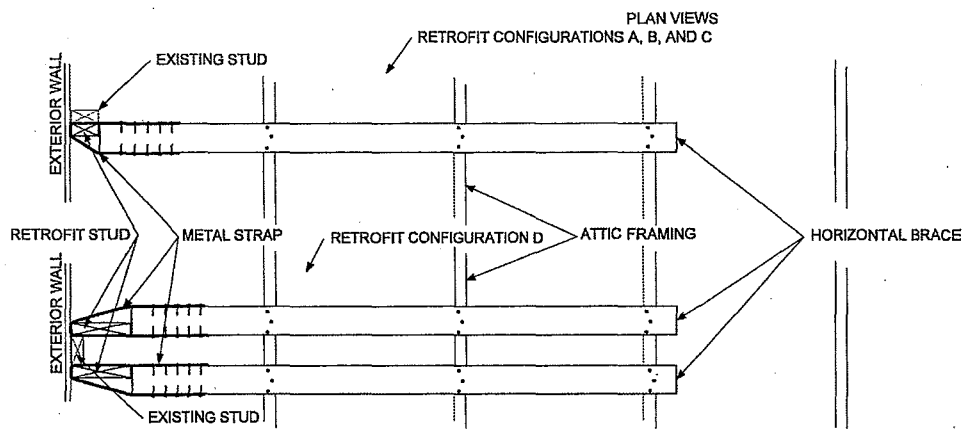 PLAN VIEWS
RETROFIT CONFIGURATIONS A, B, AND C
EXISTING STUD
EXTERIOR WALL
RETROFIT STUD
METAL STRAP
RETROFIT CONFIGURATION D
ATTIC FRAMING
HORIZONTAL BRACE
EXTERIOR WALL
EXISTING STUD